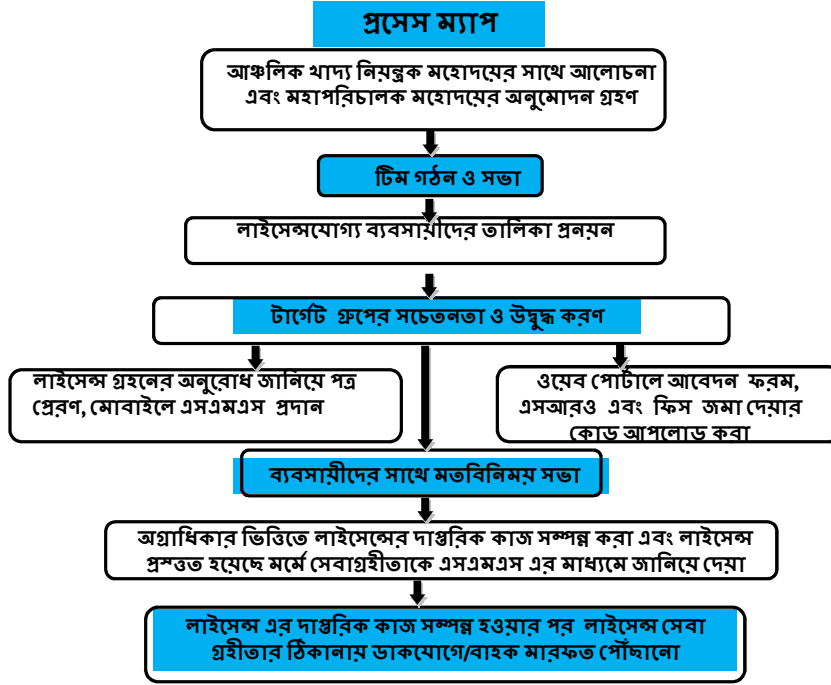 প্রসেস ম্যাপ
আঞ্চলিক খাদ্য নিয়ন্ত্রক মহোদয়ের সাথে আলোচনা
এবং মহাপরিচালক মহোদয়ের অনুমোদন গ্রহণ
টিম গঠন ও সভা
লাইসেন্সযোগ্য ব্যবসায়ীদের তালিকা প্রনয়ন
টার্গেট গ্রুপের সচেতনতা ও উদ্বুদ্ধ করণ
লাইসেন্স গ্রহনের অনুরোধ জানিয়ে পত্র
প্রেরণ, মোবাইলে এসএমএস প্রদান
ওয়েব পোর্টালে আবেদন ফরম,
এসআরও এবং ফিস জমা দেয়ার
কোড আপলোড করা
ব্যবসায়ীদের সাথে মতবিনিময় সভা
অগ্রাধিকার ভিত্তিতে লাইসেন্সের দাপ্তরিক কাজ সম্পন্ন করা এবং লাইসেন্স
প্রস্তত হয়েছে মর্মে সেবাগ্রহীতাকে এসএমএস এর মাধ্যমে জানিয়ে দেয়া
লাইসেন্স এর দাপ্তরিক কাজ সম্পন্ন হওয়ার পর লাইসেন্স সেবা
গ্রহীতার ঠিকানায় ডাকযোগে/বাহক মারফত পৌঁছানো